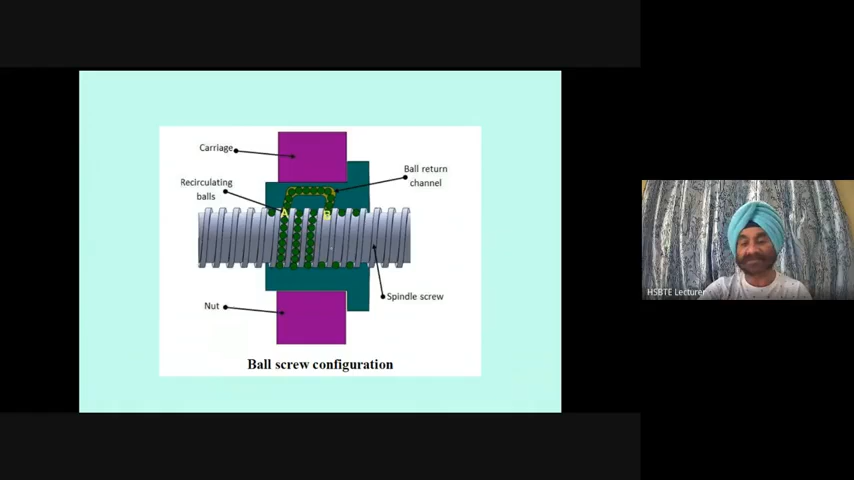 Carriage
Recirculating
balls
Ball return
channel
A
B
Nut
Spindle screw
Ball screw configuration
HSBTE Lecturer